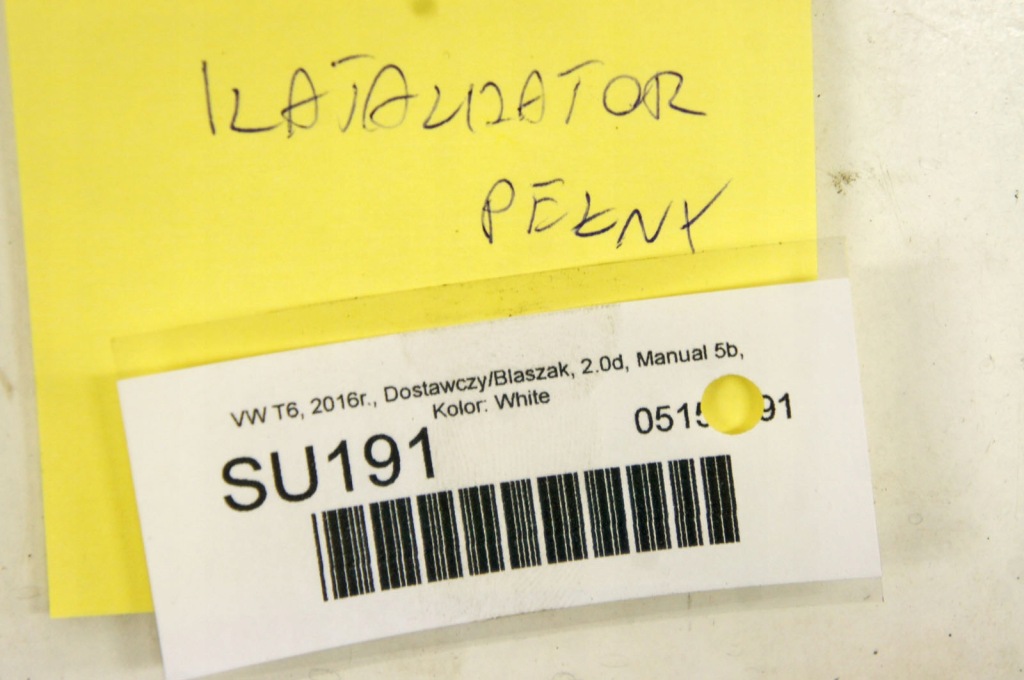 KATALIZATOR
PEŁNY
VW T6, 2016r., Dostawczy/Blaszak, 2.0d, Manual 5b,
Kolor: White
SU191